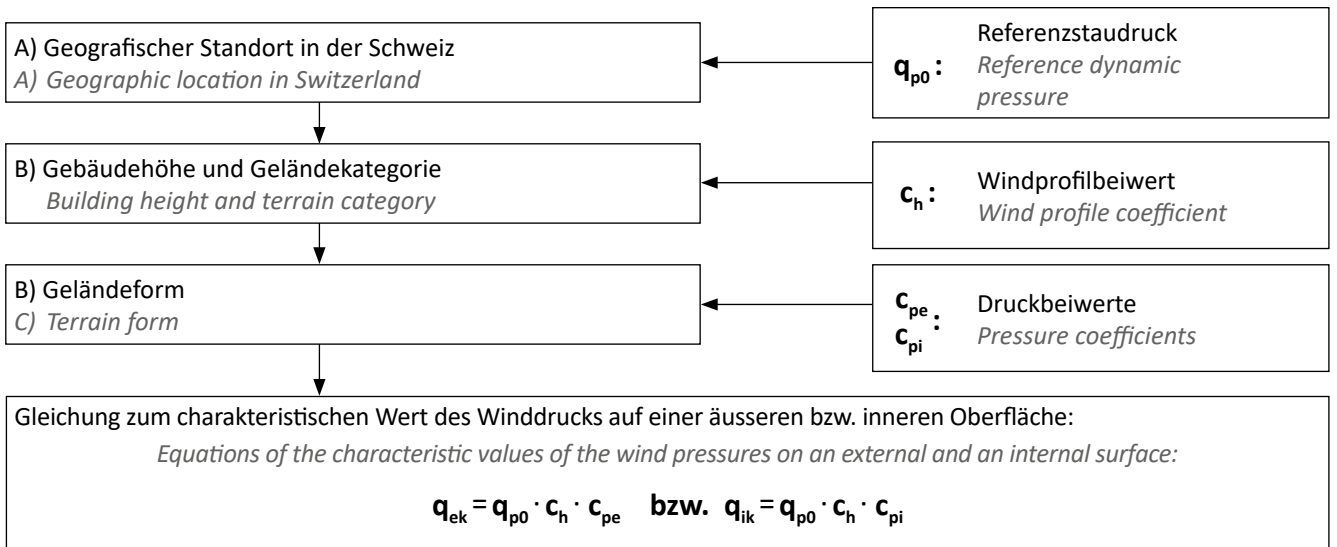 A) Geografischer Standort in der Schweiz
A) Geographic location in Switzerland
q_p0 :
Referenzstaudruck
Reference dynamic
pressure
B) Gebäudehöhe und Geländekategorie
Building height and terrain category
c_h :
Windprofilbeiwert
Wind profile coefficient
B) Geländeform
C) Terrain form
c_pe
c_pi :
Druckbeiwerte
Pressure coefficients
Gleichung zum charakteristischen Wert des Winddrucks auf einer äusseren bzw. inneren Oberfläche:
Equations of the characteristic values of the wind pressures on an external and an internal surface:
q_ek = q_p0 · c_h · c_pe bzw. q_ik = q_p0 · c_h · c_pi